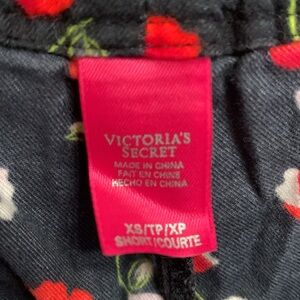 VICTORIA'S
SECRET
MADE IN CHINA
FAIT EN CHINE
HECHO EN CHINA
XS/TP/XP
SHORT/COURTE